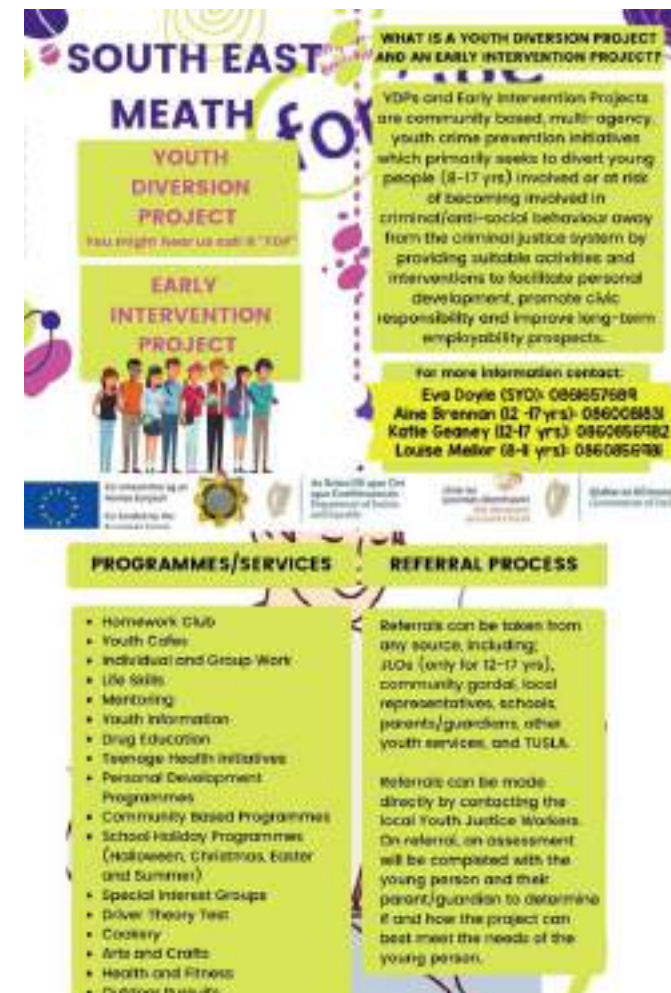 SOUTH EAST
MEATH
YOUTH
DIVERSION
PROJECT
You might hear us call it "YDP"
EARLY
INTERVENTION
PROJECT
WHAT IS A YOUTH DIVERSION PROJECT
AND AN EARLY INTERVENTION PROJECT?
YDPs and Early Intervention Projects
are community based, multi-agency,
youth crime prevention initiatives
which primarily seeks to divert young
people (8-17 yrs) involved or at risk
of becoming involved in
criminal/anti-social behaviour away
from the criminal justice system by
providing suitable activities and
interventions to facilitate personal
development, promote civic
responsibility and improve long-term
employability prospects.
For more information contact:
Eva Doyle (SYO): 0861657689
Aine Brennan (12 -17yrs): 0860081831
Katie Geaney (12-17 yrs): 0860856982
Louise Mellor (8-11 yrs): 0860856981
PROGRAMMES/SERVICES
• Homework Club
• Youth Cafes
• Individual and Group Work
• Life Skills
• Mentoring
• Youth Information
• Drug Education
• Teenage Health Initiatives
• Personal Development
Programmes
• Community Based Programmes
• School Holiday Programmes
(Halloween, Christmas, Easter
and Summer)
• Special Interest Groups
• Driver Theory Test
• Cookery
• Arts and Crafts
• Health and Fitness
• Outdoor Pursuits
REFERRAL PROCESS
Referrals can be taken from
any source, including;
JLOs (only for 12-17 yrs),
community gardaí, local
representatives, schools,
parents/guardians, other
youth services, and TUSLA.
Referrals can be made
directly by contacting the
local Youth Justice Workers.
On referral, an assessment
will be completed with the
young person and their
parent/guardian to determine
if and how the project can
best meet the needs of the
young person.